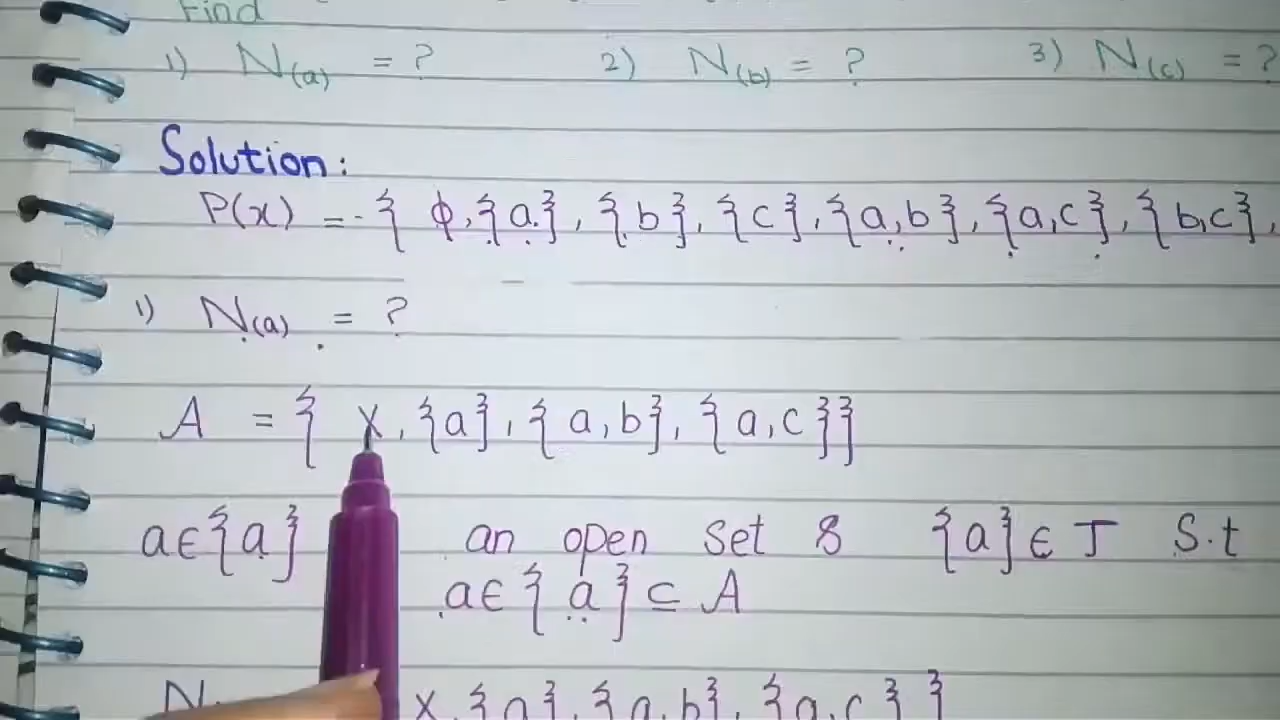 Find
1) N(a) = ? 2) N(b) = ? 3) N(c) = ?
Solution:
P(x) = { ϕ, {a}, {b}, {c}, {a,b}, {a,c}, {b,c},
1) N(a) = ?
A = { X, {a}, {a,b}, {a,c}}
a∈{a} an open set & {a}∈T S.t
a∈{a}⊆A
N X, {a}, {a,b}, {a,c}}